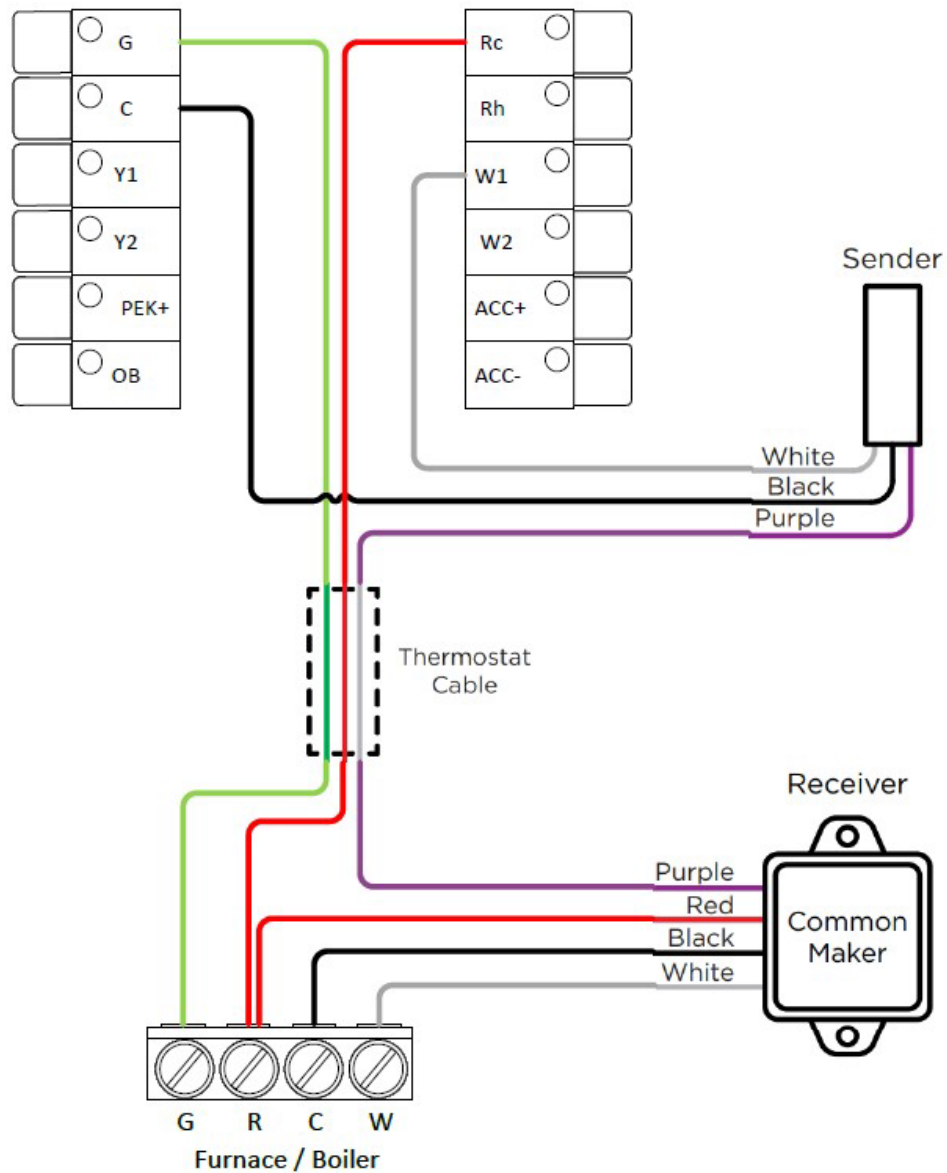 G
C
Y1
Y2
PEK+
OB
Rc
Rh
W1
W2
ACC+
ACC-
Sender
White
Black
Purple
Thermostat
Cable
Receiver
Purple
Red
Black
White
Common
Maker
G R C W
Furnace / Boiler